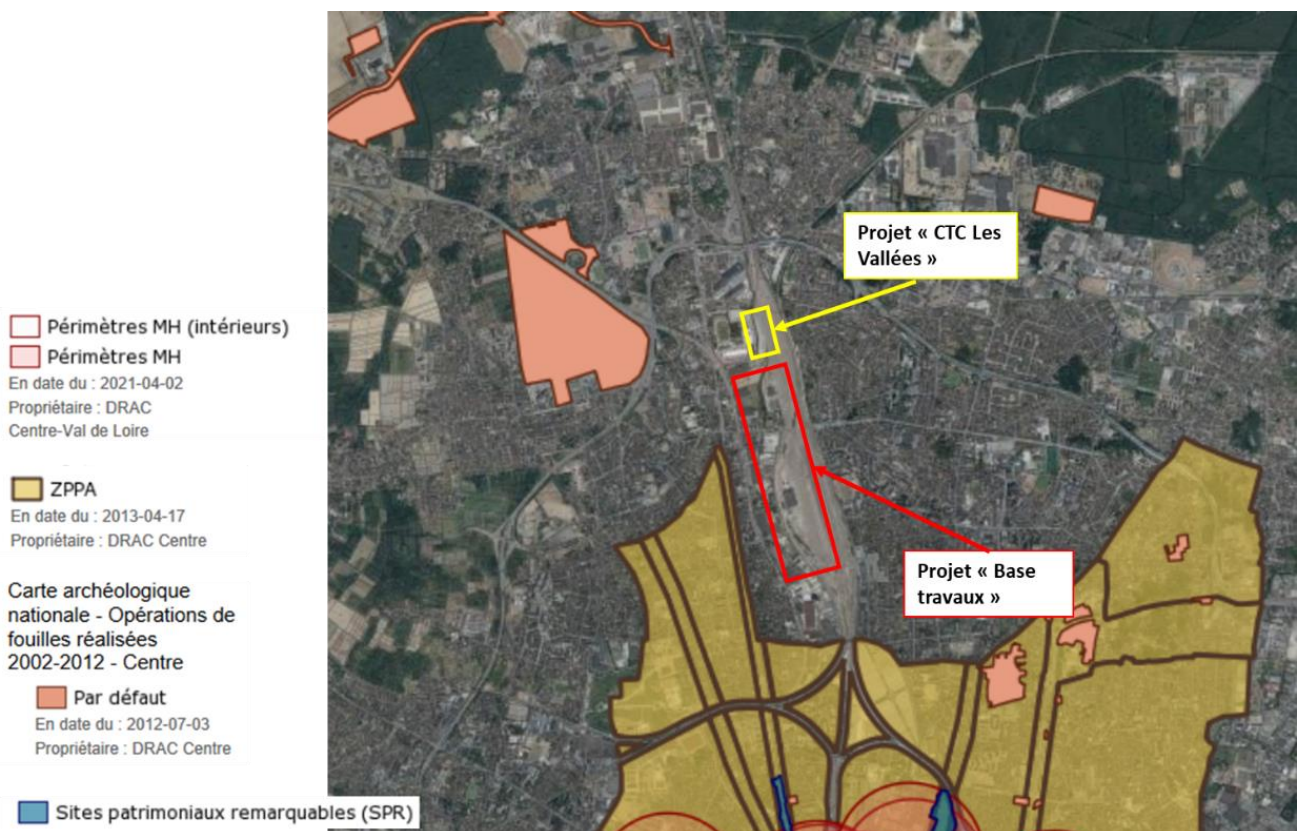 Périmètres MH (intérieurs)
Périmètres MH
En date du : 2021-04-02
Propriétaire : DRAC
Centre-Val de Loire
ZPPA
En date du : 2013-04-17
Propriétaire : DRAC Centre
Carte archéologique
nationale - Opérations de
fouilles réalisées
2002-2012 - Centre
Par défaut
En date du : 2012-07-03
Propriétaire : DRAC Centre
Sites patrimoniaux remarquables (SPR)
Projet « CTC Les
Vallées »
Projet « Base
travaux »